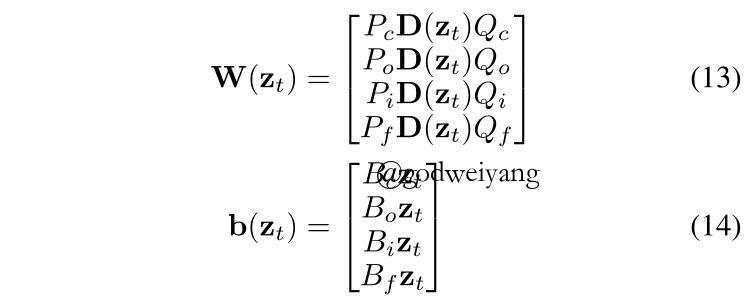 P_c D(z_t) Q_c
P_o D(z_t) Q_o
W(z_t) = (13)
P_i D(z_t) Q_i
P_f D(z_t) Q_f
@godweiyang
B_c z_t
B_o z_t
b(z_t) = (14)
B_i z_t
B_f z_t